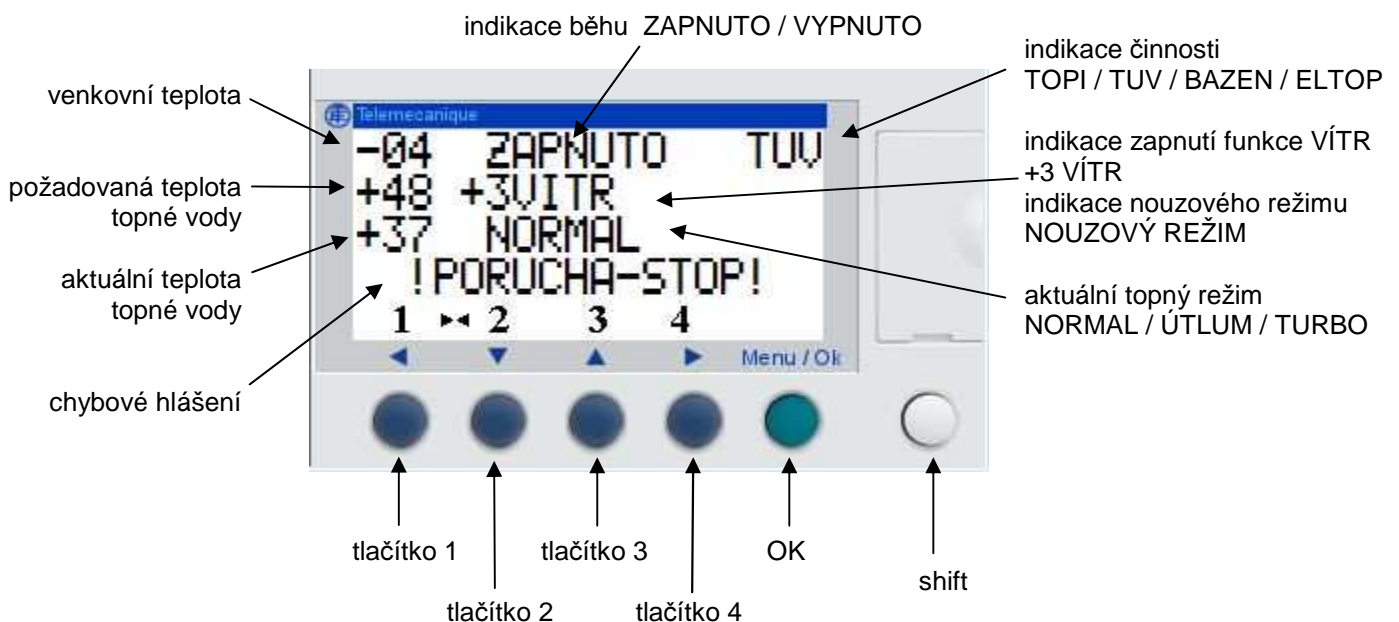 indikace běhu ZAPNUTO / VYPNUTO
indikace činnosti
TOPI / TUV / BAZEN / ELTOP
venkovní teplota
Telemecanique
-04 ZAPNUTO TUV
indikace zapnutí funkce VÍTR
+3 VÍTR
požadovaná teplota
topné vody
+48 +3VITR
indikace nouzového režimu
NOUZOVÝ REŽIM
+37 NORMAL
aktuální teplota
topné vody
!PORUCHA-STOP!
aktuální topný režim
NORMAL / ÚTLUM / TURBO
1 2 3 4
Menu / Ok
chybové hlášení
tlačítko 1
tlačítko 3
OK
shift
tlačítko 2
tlačítko 4